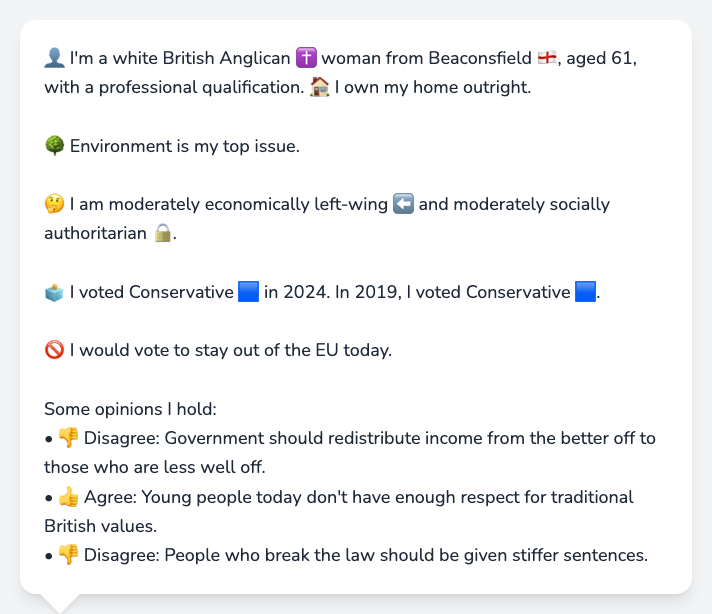 👤 I'm a white British Anglican ✝️ woman from Beaconsfield 🏴󠁧󠁢󠁥󠁮󠁧󠁿, aged 61,
with a professional qualification. 🏠 I own my home outright.
🌳 Environment is my top issue.
🤔 I am moderately economically left-wing ⬅️ and moderately socially
authoritarian 🔒.
🗳️ I voted Conservative 🟦 in 2024. In 2019, I voted Conservative 🟦.
🚫 I would vote to stay out of the EU today.
Some opinions I hold:
• 👎 Disagree: Government should redistribute income from the better off to
those who are less well off.
• 👍 Agree: Young people today don't have enough respect for traditional
British values.
• 👎 Disagree: People who break the law should be given stiffer sentences.